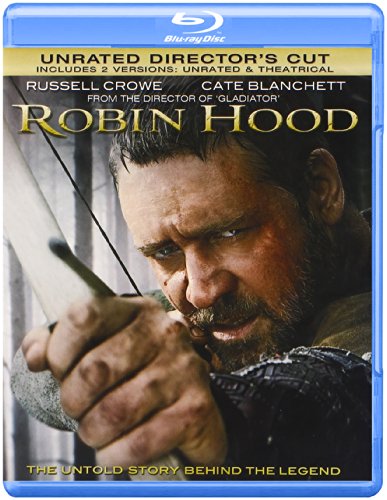 Blu-ray Disc
UNRATED DIRECTOR'S CUT
INCLUDES 2 VERSIONS: UNRATED & THEATRICAL
RUSSELL CROWE CATE BLANCHETT
FROM THE DIRECTOR OF 'GLADIATOR'
ROBIN HOOD
THE UNTOLD STORY BEHIND THE LEGEND